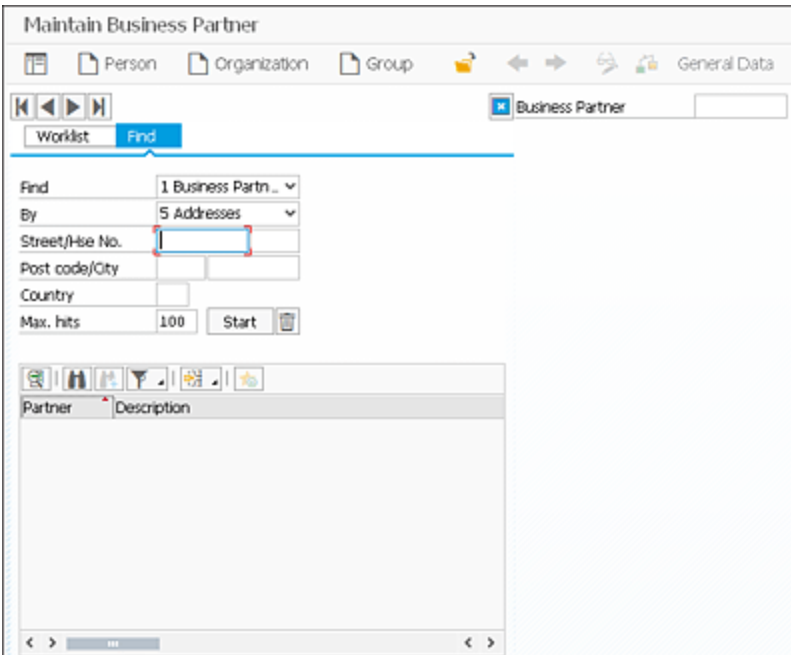 Maintain Business Partner
Person Organization Group General Data
Business Partner
Worklist Find
Find 1 Business Partn..
By 5 Addresses
Street/Hse No.
Post code/City
Country
Max. hits 100 Start
Partner Description